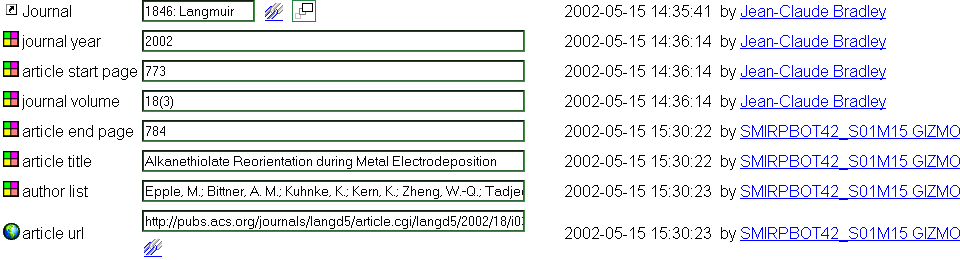 Journal 1846: Langmuir 2002-05-15 14:35:41 by Jean-Claude Bradley
journal year 2002 2002-05-15 14:36:14 by Jean-Claude Bradley
article start page 773 2002-05-15 14:36:14 by Jean-Claude Bradley
journal volume 18(3) 2002-05-15 14:36:14 by Jean-Claude Bradley
article end page 784 2002-05-15 15:30:22 by SMIRPBOT42_S01M15 GIZMO
article title Alkanethiolate Reorientation during Metal Electrodeposition 2002-05-15 15:30:22 by SMIRPBOT42_S01M15 GIZMO
author list Epple, M.; Bittner, A. M.; Kuhnke, K.; Kern, K.; Zheng, W.-Q.; Tadjed 2002-05-15 15:30:23 by SMIRPBOT42_S01M15 GIZMO
article url http://pubs.acs.org/journals/langd5/article.cgi/langd5/2002/18/i03 2002-05-15 15:30:23 by SMIRPBOT42_S01M15 GIZMO